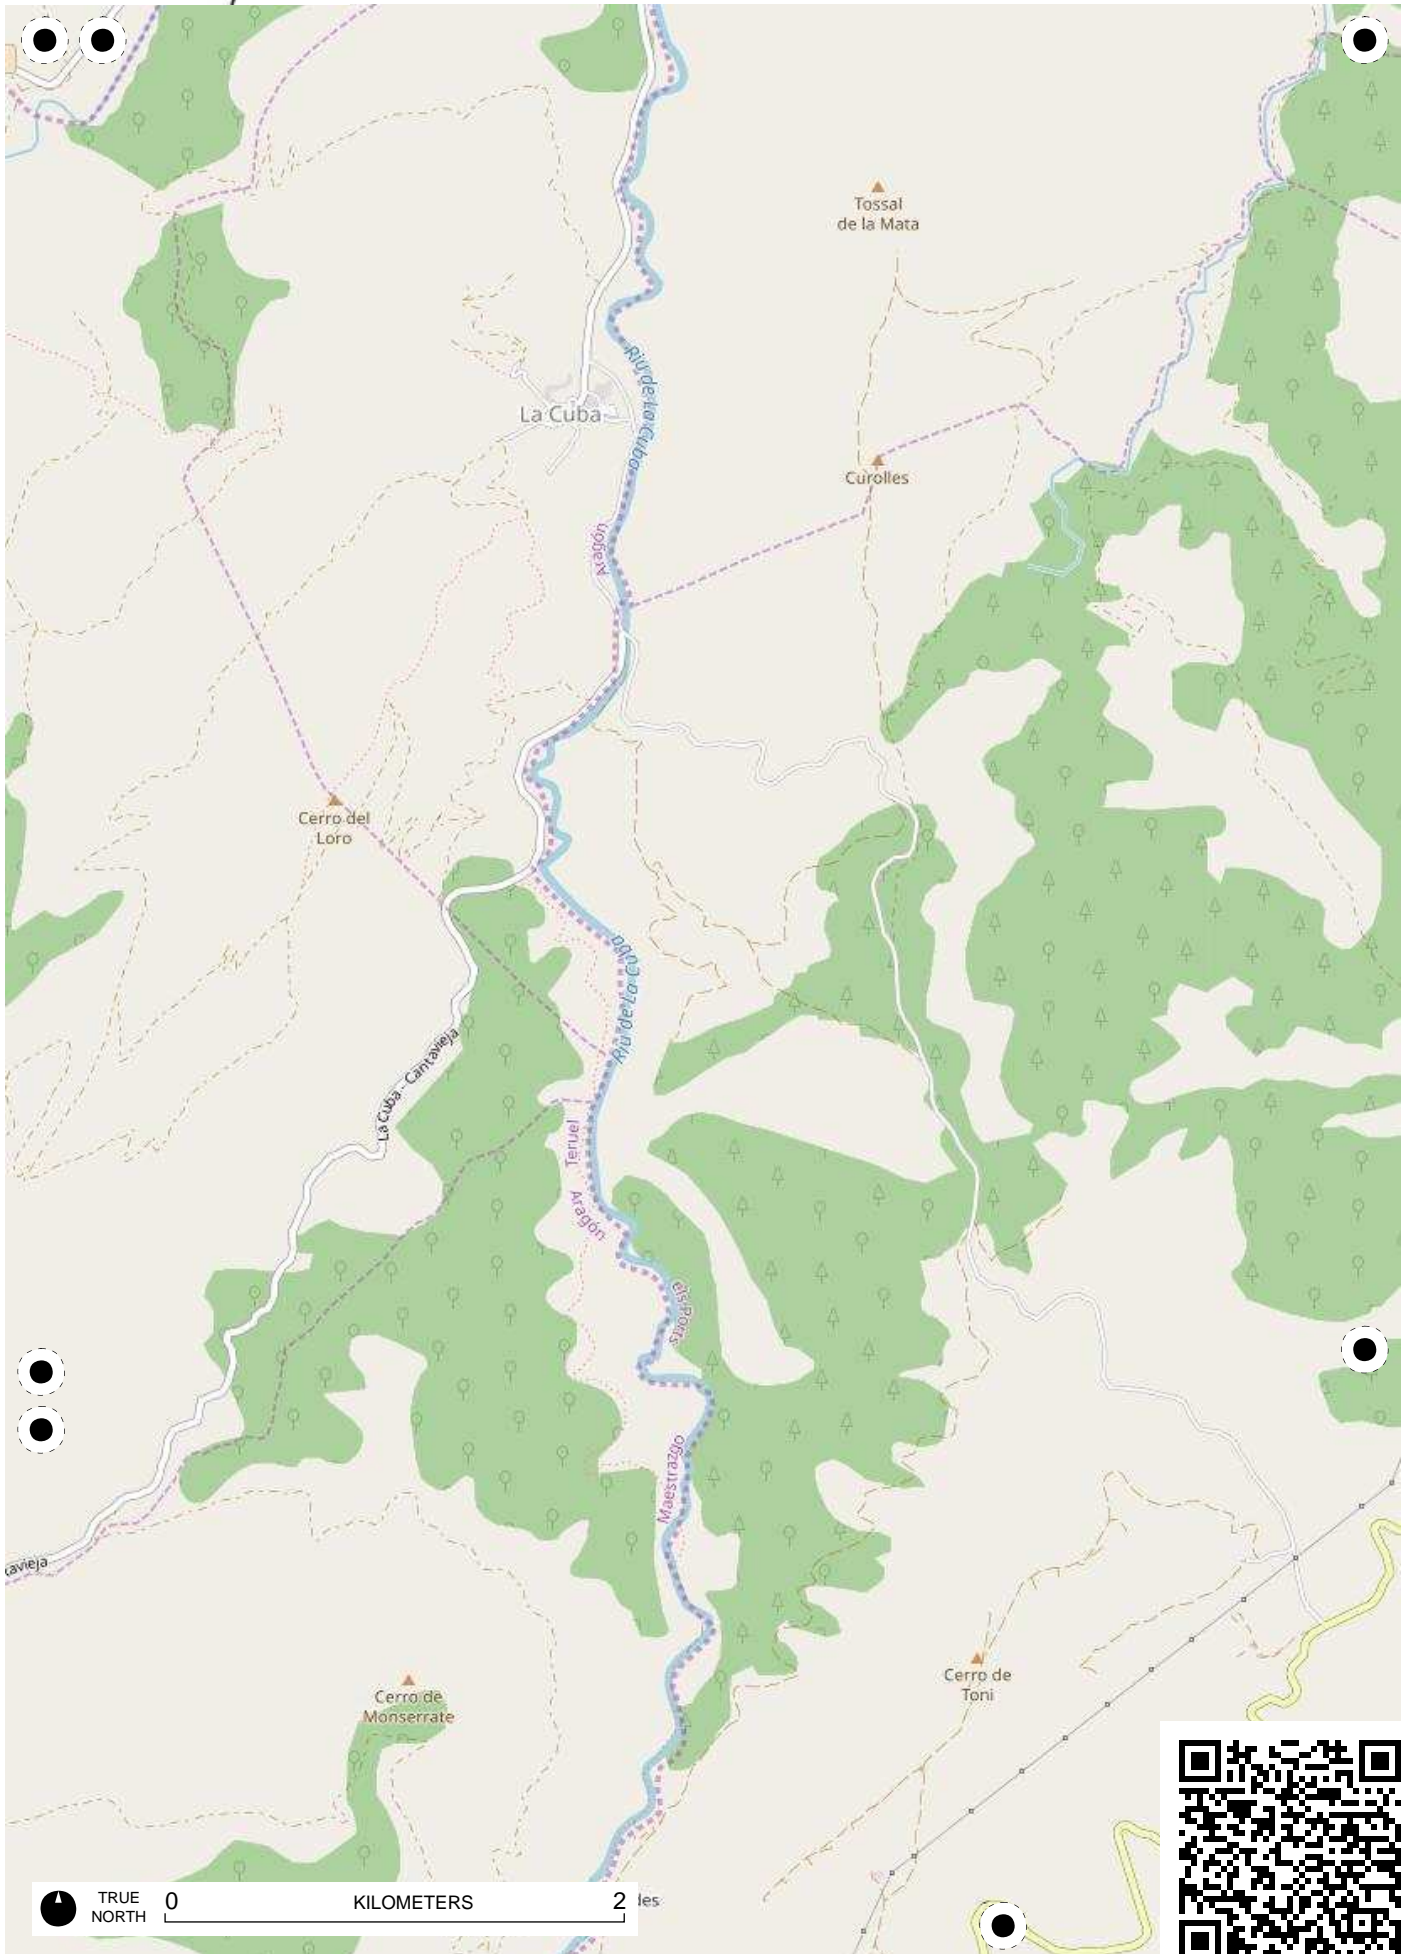 Tossal
de la Mata
Riu de La Cuba
La Cuba
Curolles
Aragón
Cerro del
Loro
Riu de La Cuba
La Cuba - Cantavieja
Teruel
Aragón
els Ports
Maestrazgo
tavieja
Cerro de
Toni
Cerro de
Monserrate
des
TRUE
NORTH
0 KILOMETERS 2